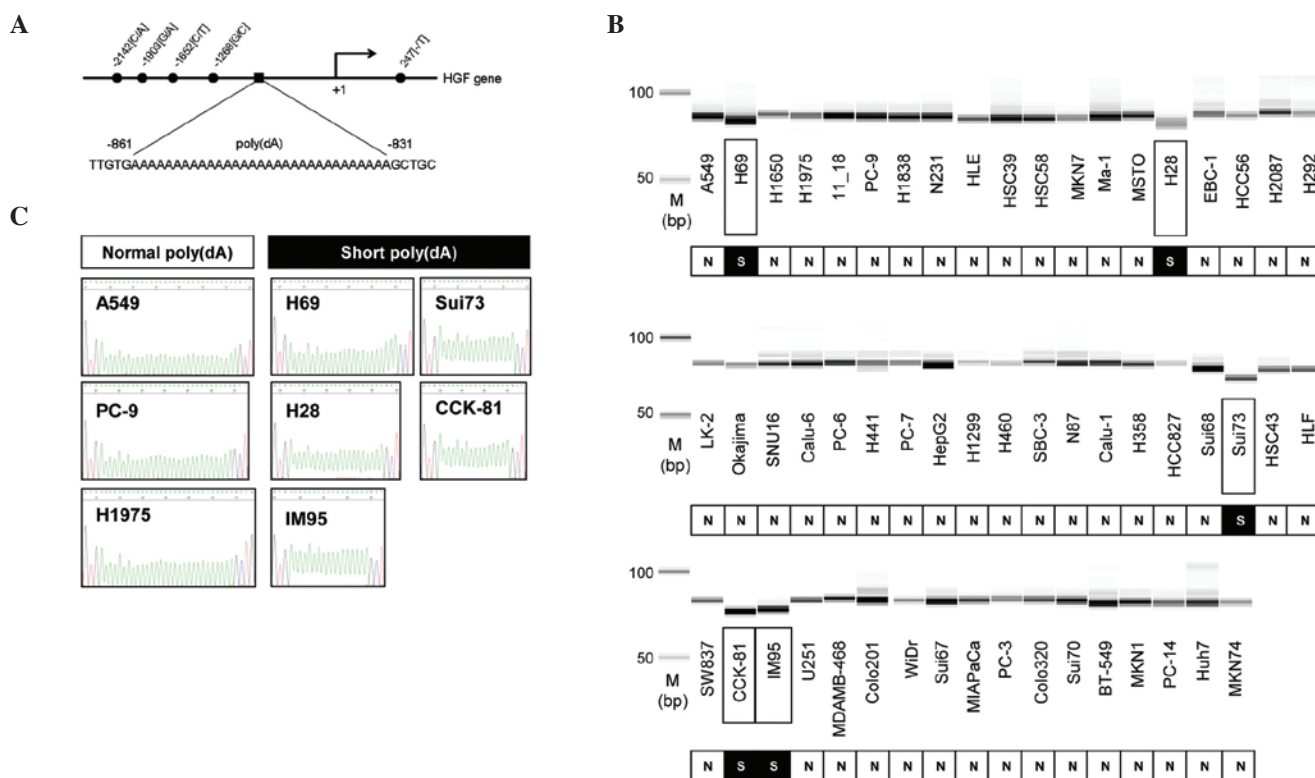 A
-2142[C/A] -1909[G/A] -1652[C/T] -1268[G/C] 247[-/T]
HGF gene
+1
-861 poly(dA) -831
TTGTGAAAAAAAAAAAAAAAAAAAAAAAAAAAAAAGCTGC
C
Normal poly(dA) Short poly(dA)
A549 H69 Sui73
PC-9 H28 CCK-81
H1975 IM95
B
100
50
M
(bp)
A549 H69 H1650 H1975 11_18 PC-9 H1838 N231 HLE HSC39 HSC58 MKN7 Ma-1 MSTO H28 EBC-1 HCC56 H2087 H292
N S N N N N N N N N N N N N S N N N N
100
50
M
(bp)
LK-2 Okajima SNU16 Calu-6 PC-6 H441 PC-7 HepG2 H1299 H460 SBC-3 N87 Calu-1 H358 HCC827 Sui68 Sui73 HSC43 HLF
N N N N N N N N N N N N N N N N S N N
100
50
M
(bp)
SW837 CCK-81 IM95 U251 MDAMB-468 Colo201 WiDr Sui67 MIAPaCa PC-3 Colo320 Sui70 BT-549 MKN1 PC-14 Huh7 MKN74
N S S N N N N N N N N N N N N N N